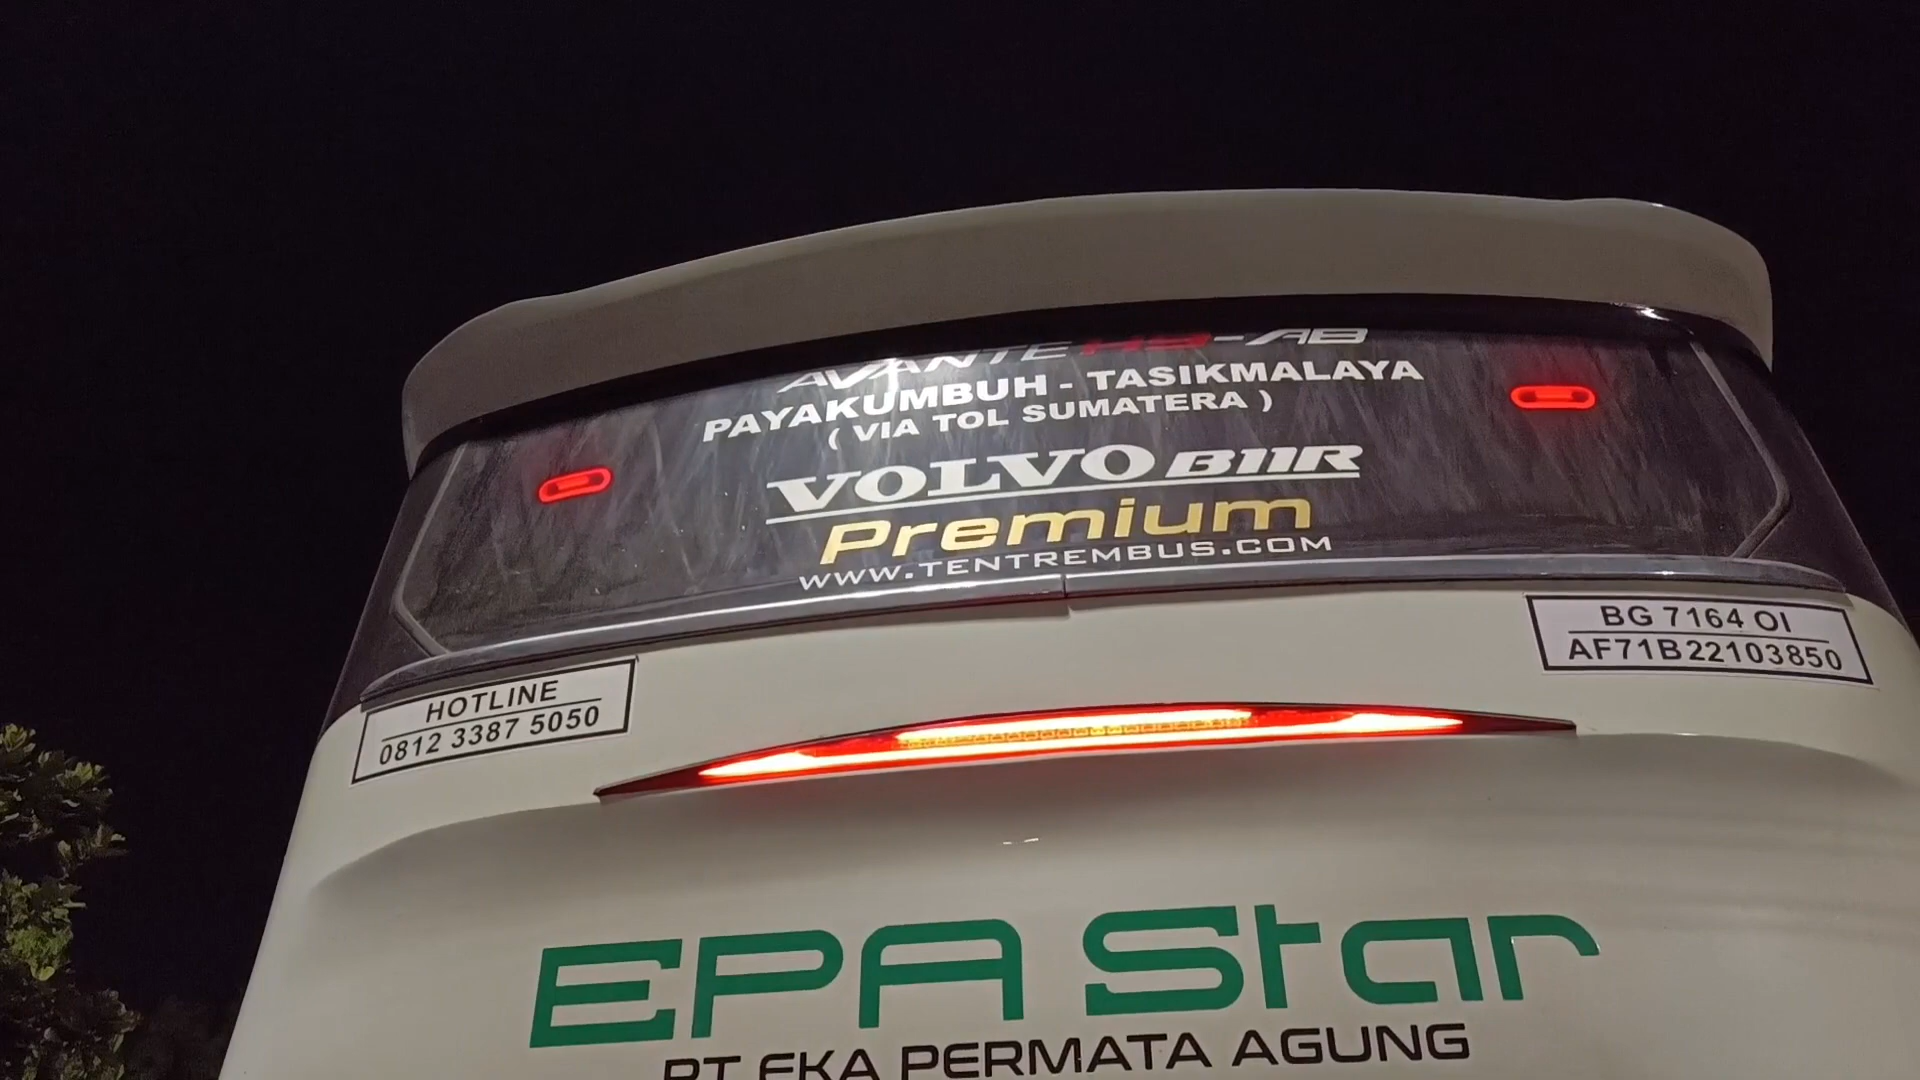 AVANTE H9-AB
PAYAKUMBUH - TASIKMALAYA
( VIA TOL SUMATERA )
VOLVO B11R
Premium
WWW.TENTREMBUS.COM
HOTLINE
0812 3387 5050
BG 7164 OI
AF71B22103850
EPA Star
PT EKA PERMATA AGUNG